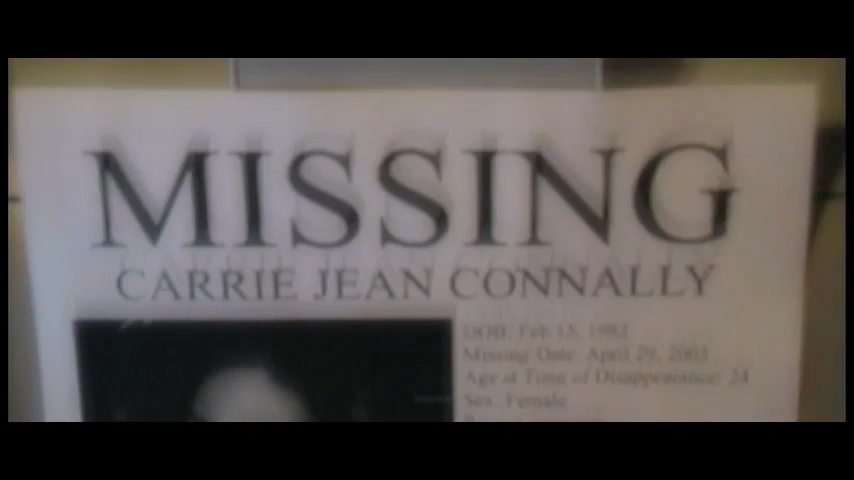 MISSING
CARRIE JEAN CONNALLY
DOB: Feb 15, 1982
Missing Date: April 29, 2003
Age at Time of Disappearance: 24
Sex: Female